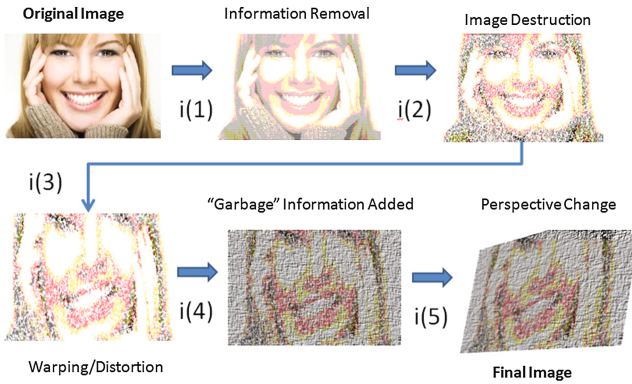 Original Image
Information Removal
Image Destruction
i(1)
i(2)
i(3)
"Garbage" Information Added
Perspective Change
i(4)
i(5)
Warping/Distortion
Final Image